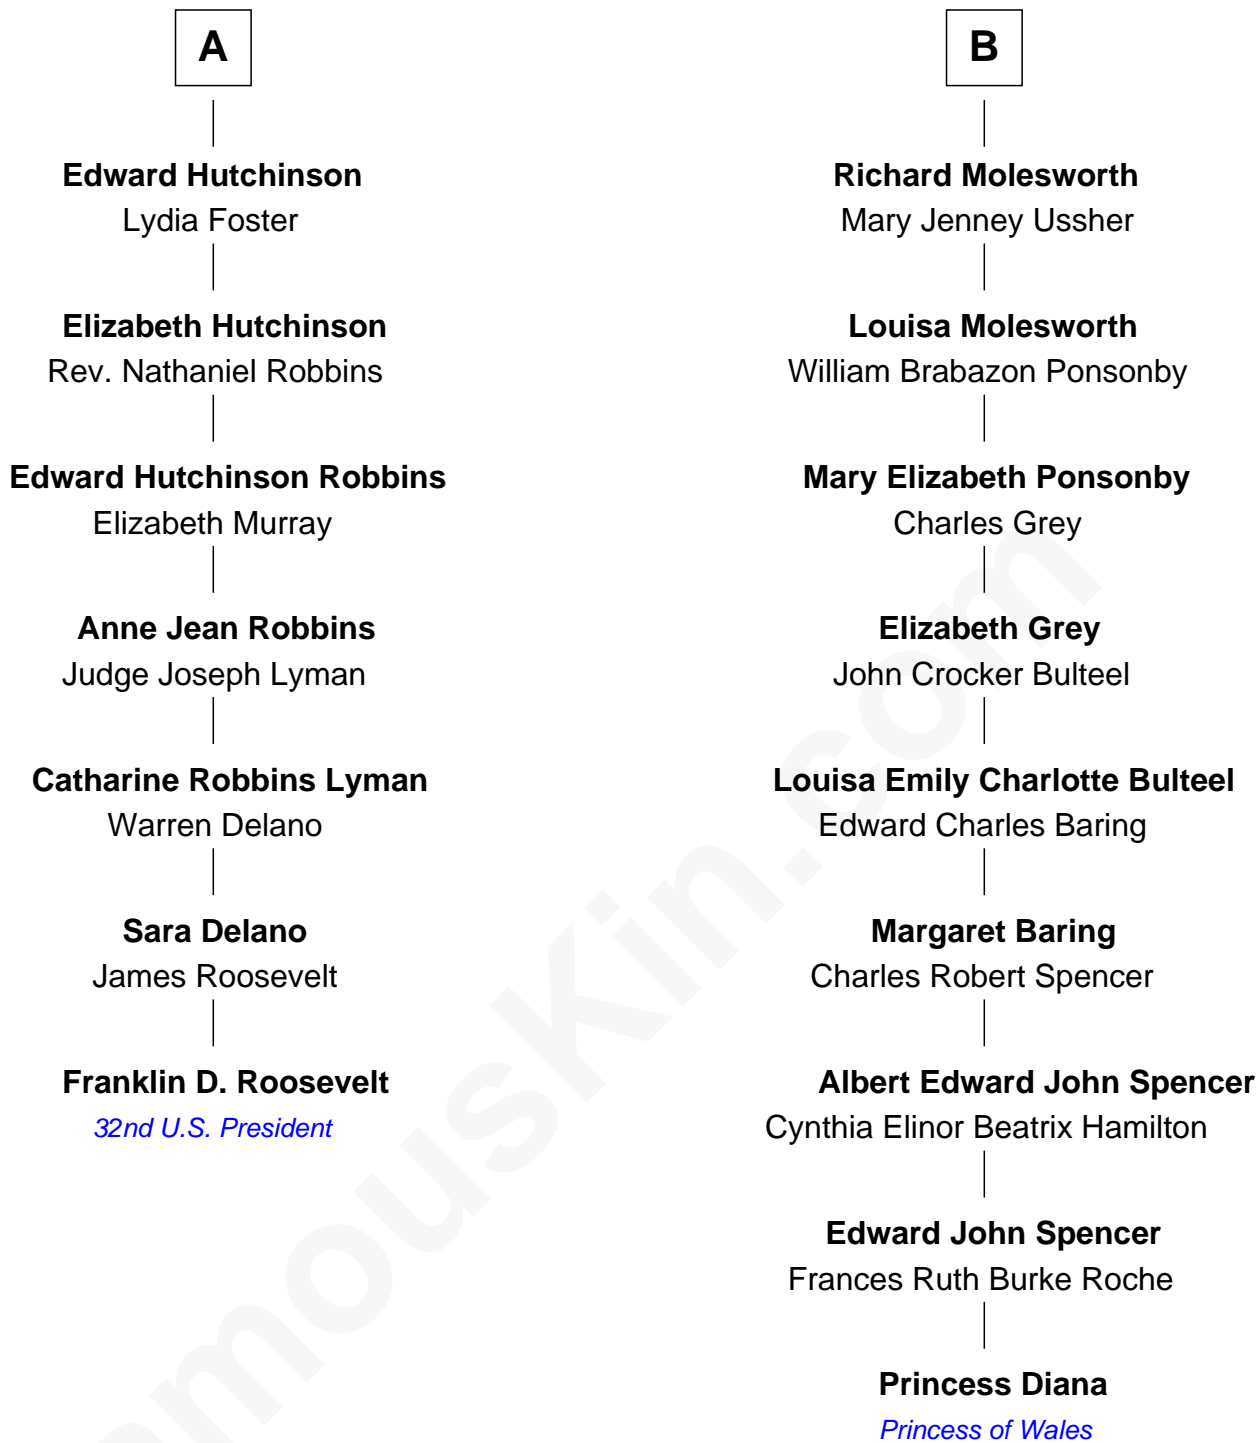 A
Edward Hutchinson
Lydia Foster
Elizabeth Hutchinson
Rev. Nathaniel Robbins
Edward Hutchinson Robbins
Elizabeth Murray
Anne Jean Robbins
Judge Joseph Lyman
Catharine Robbins Lyman
Warren Delano
Sara Delano
James Roosevelt
Franklin D. Roosevelt
32nd U.S. President
B
Richard Molesworth
Mary Jenney Ussher
Louisa Molesworth
William Brabazon Ponsonby
Mary Elizabeth Ponsonby
Charles Grey
Elizabeth Grey
John Crocker Bulteel
Louisa Emily Charlotte Bulteel
Edward Charles Baring
Margaret Baring
Charles Robert Spencer
Albert Edward John Spencer
Cynthia Elinor Beatrix Hamilton
Edward John Spencer
Frances Ruth Burke Roche
Princess Diana
Princess of Wales
amousKin.com